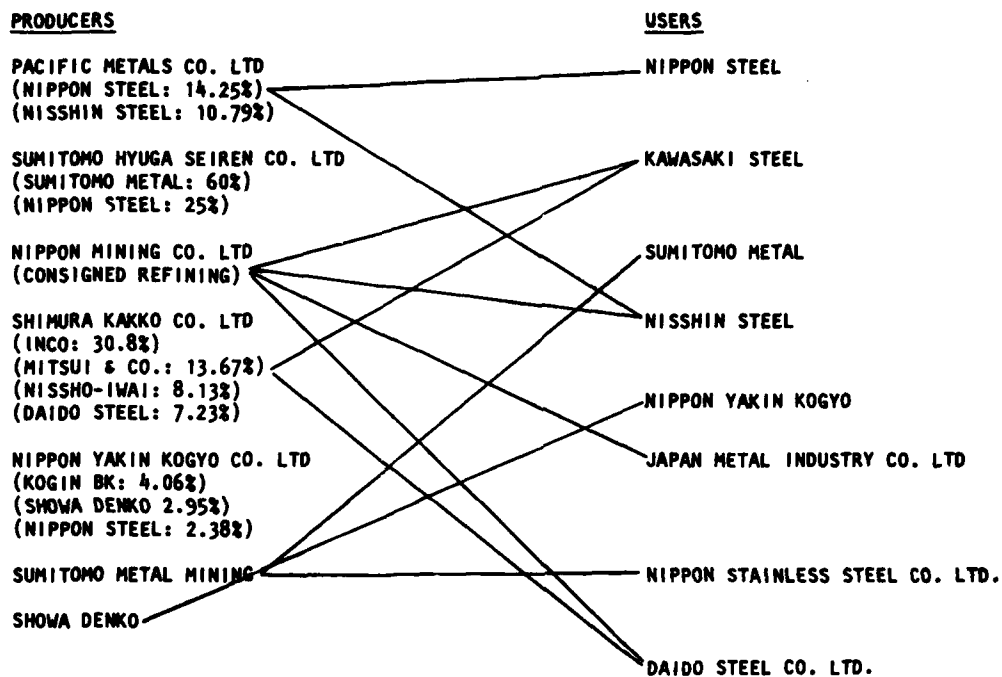 PRODUCERS
PACIFIC METALS CO. LTD
(NIPPON STEEL: 14.25%)
(NISSHIN STEEL: 10.79%)
SUMITOMO HYUGA SEIREN CO. LTD
(SUMITOMO METAL: 60%)
(NIPPON STEEL: 25%)
NIPPON MINING CO. LTD
(CONSIGNED REFINING)
SHIMURA KAKKO CO. LTD
(INCO: 30.8%)
(MITSUI & CO.: 13.67%)
(NISSHO-IWAI: 8.13%)
(DAIDO STEEL: 7.23%)
NIPPON YAKIN KOGYO CO. LTD
(KOGIN BK: 4.06%)
(SHOWA DENKO 2.95%)
(NIPPON STEEL: 2.38%)
SUMITOMO METAL MINING
SHOWA DENKO
USERS
NIPPON STEEL
KAWASAKI STEEL
SUMITOMO METAL
NISSHIN STEEL
NIPPON YAKIN KOGYO
JAPAN METAL INDUSTRY CO. LTD
NIPPON STAINLESS STEEL CO. LTD.
DAIDO STEEL CO. LTD.